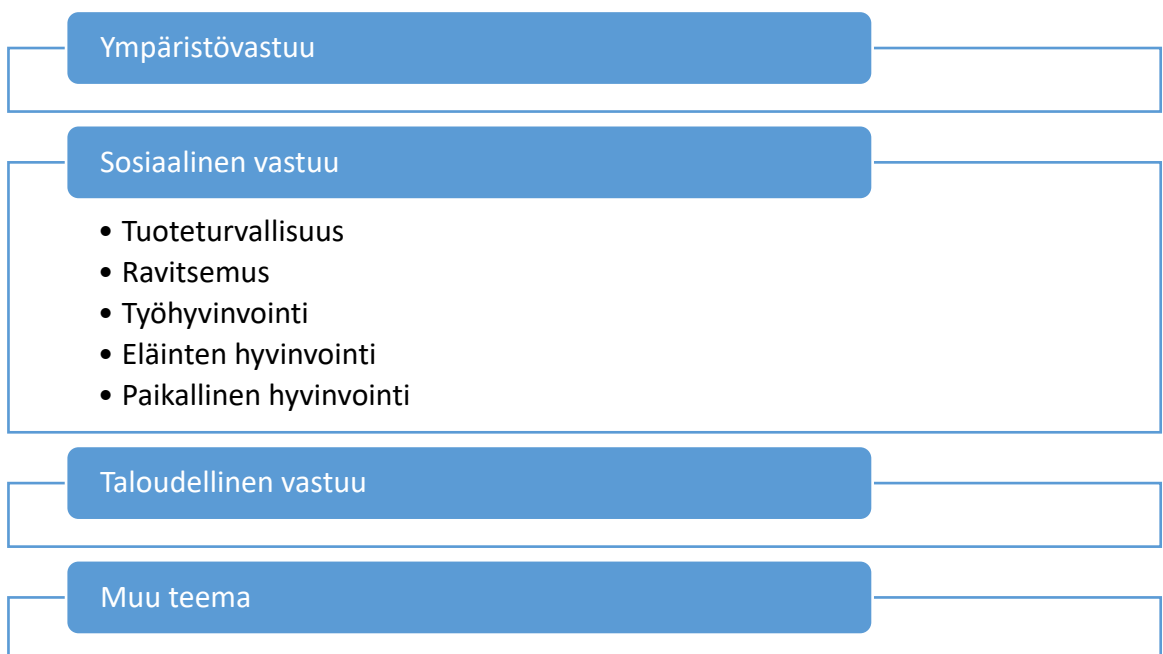 Ympäristövastuu
Sosiaalinen vastuu
• Tuoteturvallisuus
• Ravitsemus
• Työhyvinvointi
• Eläinten hyvinvointi
• Paikallinen hyvinvointi
Taloudellinen vastuu
Muu teema